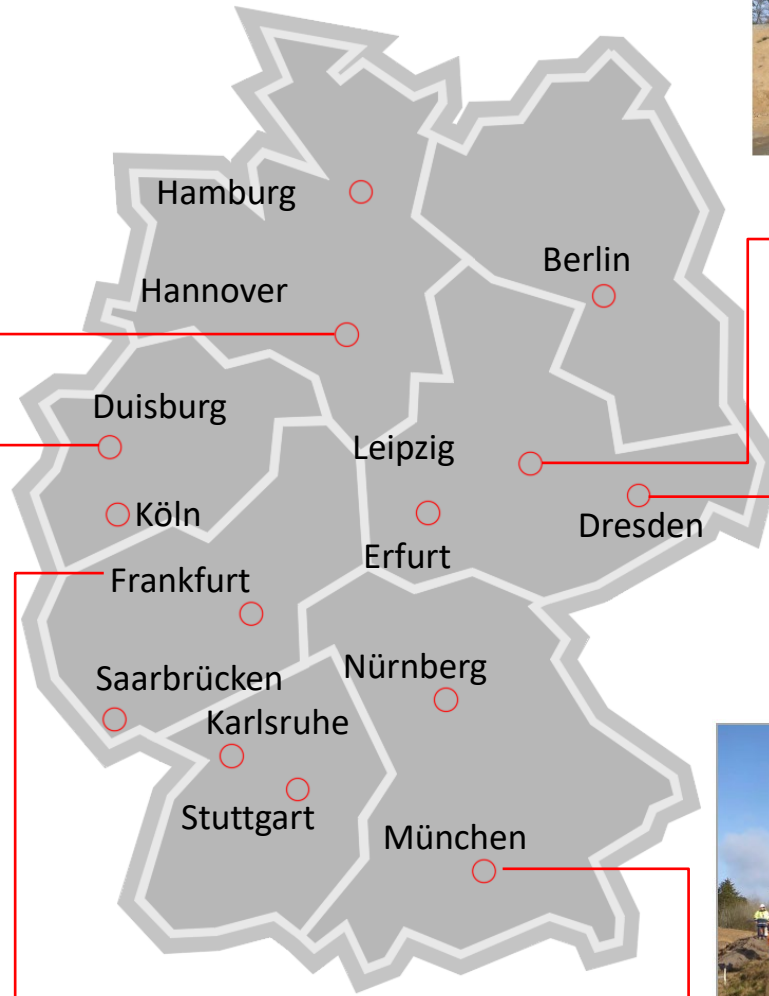 Hamburg
Berlin
Hannover
Duisburg
Leipzig
Köln
Dresden
Erfurt
Frankfurt
Nürnberg
Saarbrücken
Karlsruhe
Stuttgart
München